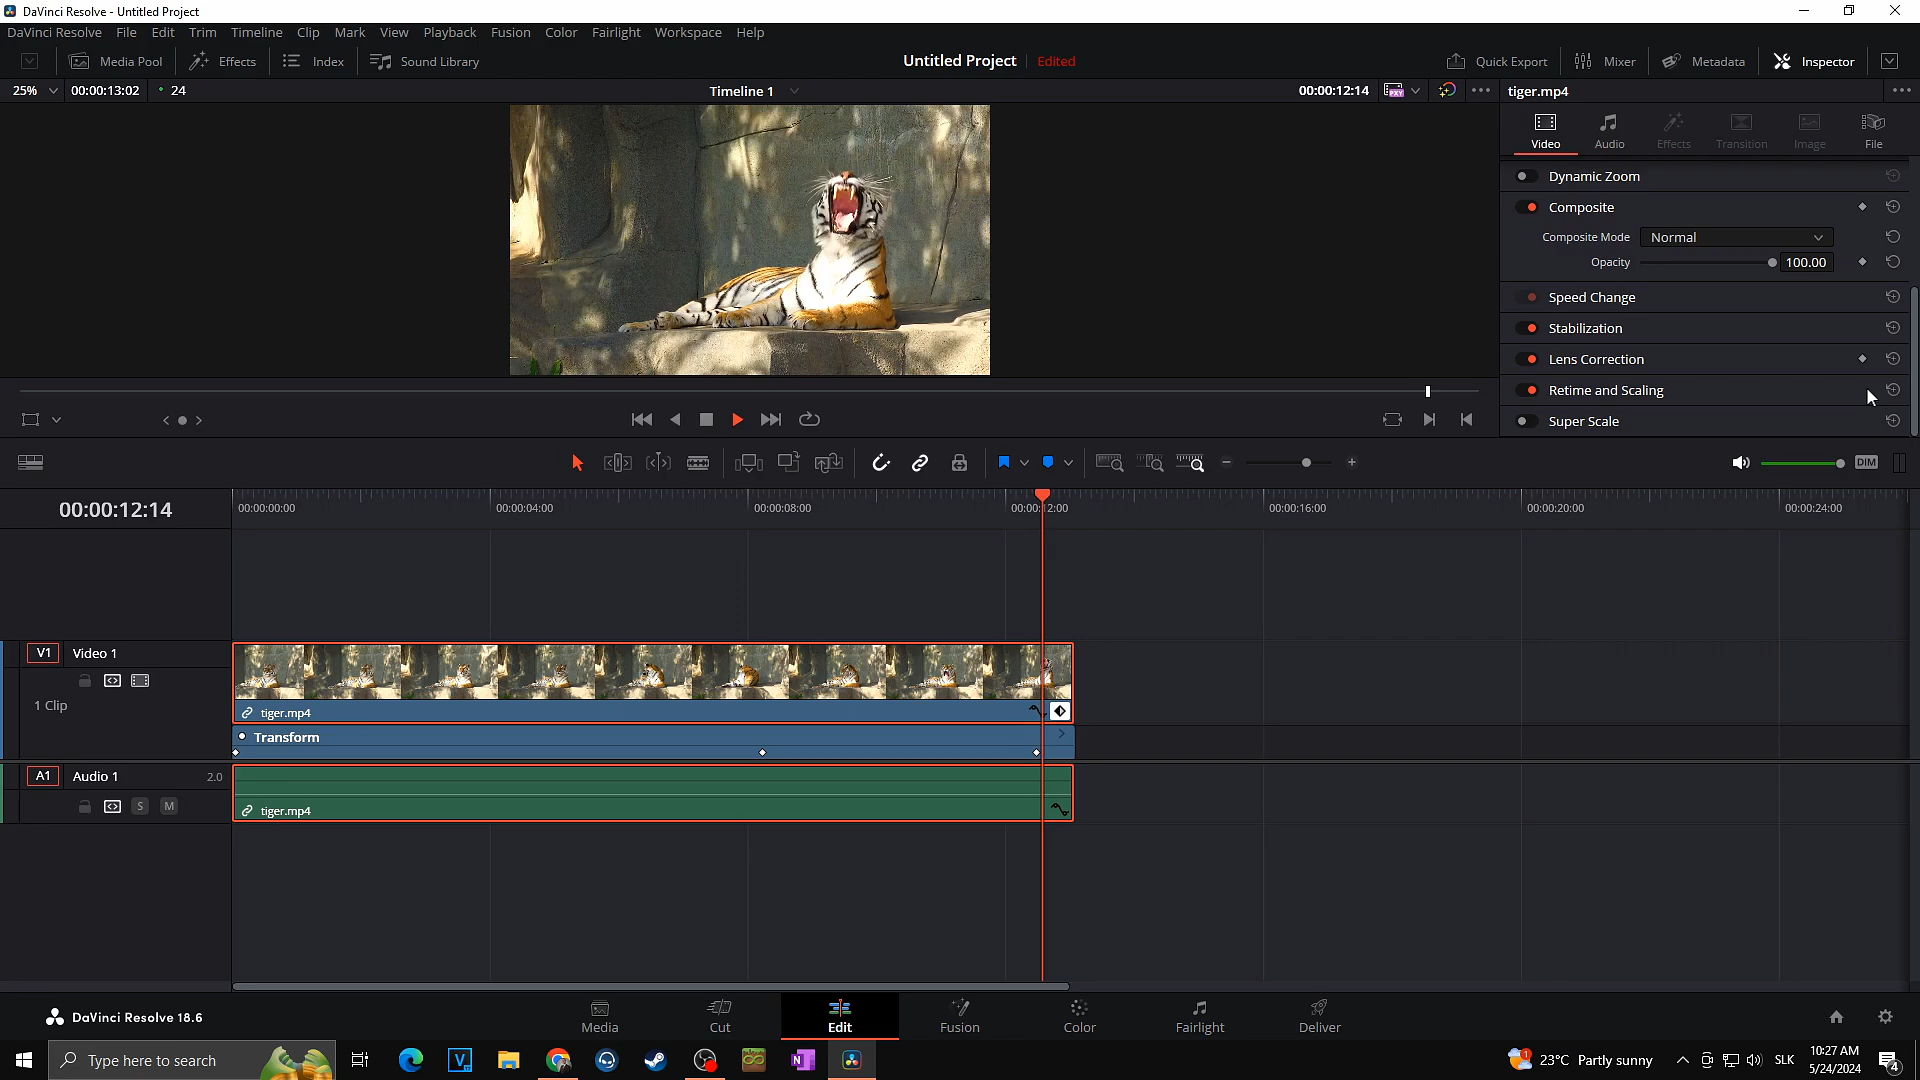 DaVinci Resolve - Untitled Project
DaVinci Resolve File Edit Trim Timeline Clip Mark View Playback Fusion Color Fairlight Workspace Help
Media Pool Effects Index Sound Library Untitled Project Edited Quick Export Mixer Metadata Inspector
25% 00:00:13:02 24 Timeline 1 00:00:12:14 PXY tiger.mp4
Video Audio Effects Transition Image File
Dynamic Zoom
Composite
Composite Mode Normal
Opacity 100.00
Speed Change
Stabilization
Lens Correction
Retime and Scaling
Super Scale
DIM
00:00:12:14 00:00:00:00 00:00:04:00 00:00:08:00 00:00:12:00 00:00:16:00 00:00:20:00 00:00:24:00
V1 Video 1
1 Clip
tiger.mp4
Transform
A1 Audio 1 2.0
S M
tiger.mp4
DaVinci Resolve 18.6 Media Cut Edit Fusion Color Fairlight Deliver
Type here to search 23°C Partly sunny SLK 10:27 AM
5/24/2024 4